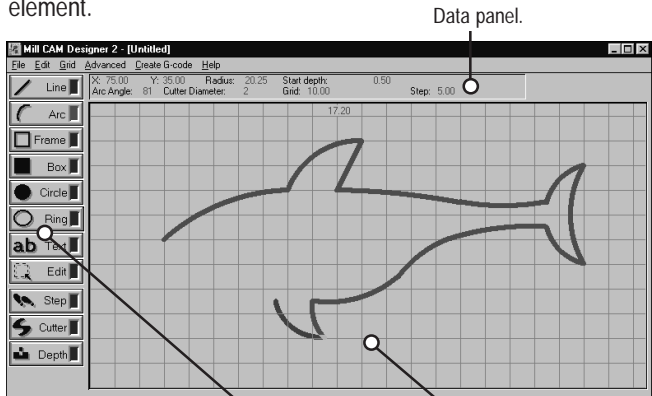 element.
Data panel.
Mill CAM Designer 2 - [Untitled]
File Edit Grid Advanced Create G-code Help
X: 75.00 Y: 35.00 Radius: 20.25 Start depth: 0.50
Arc Angle: 81 Cutter Diameter: 2 Grid: 10.00 Step: 5.00
17.20
Line
Arc
Frame
Box
Circle
Ring
ab Text
Edit
Step
Cutter
Depth